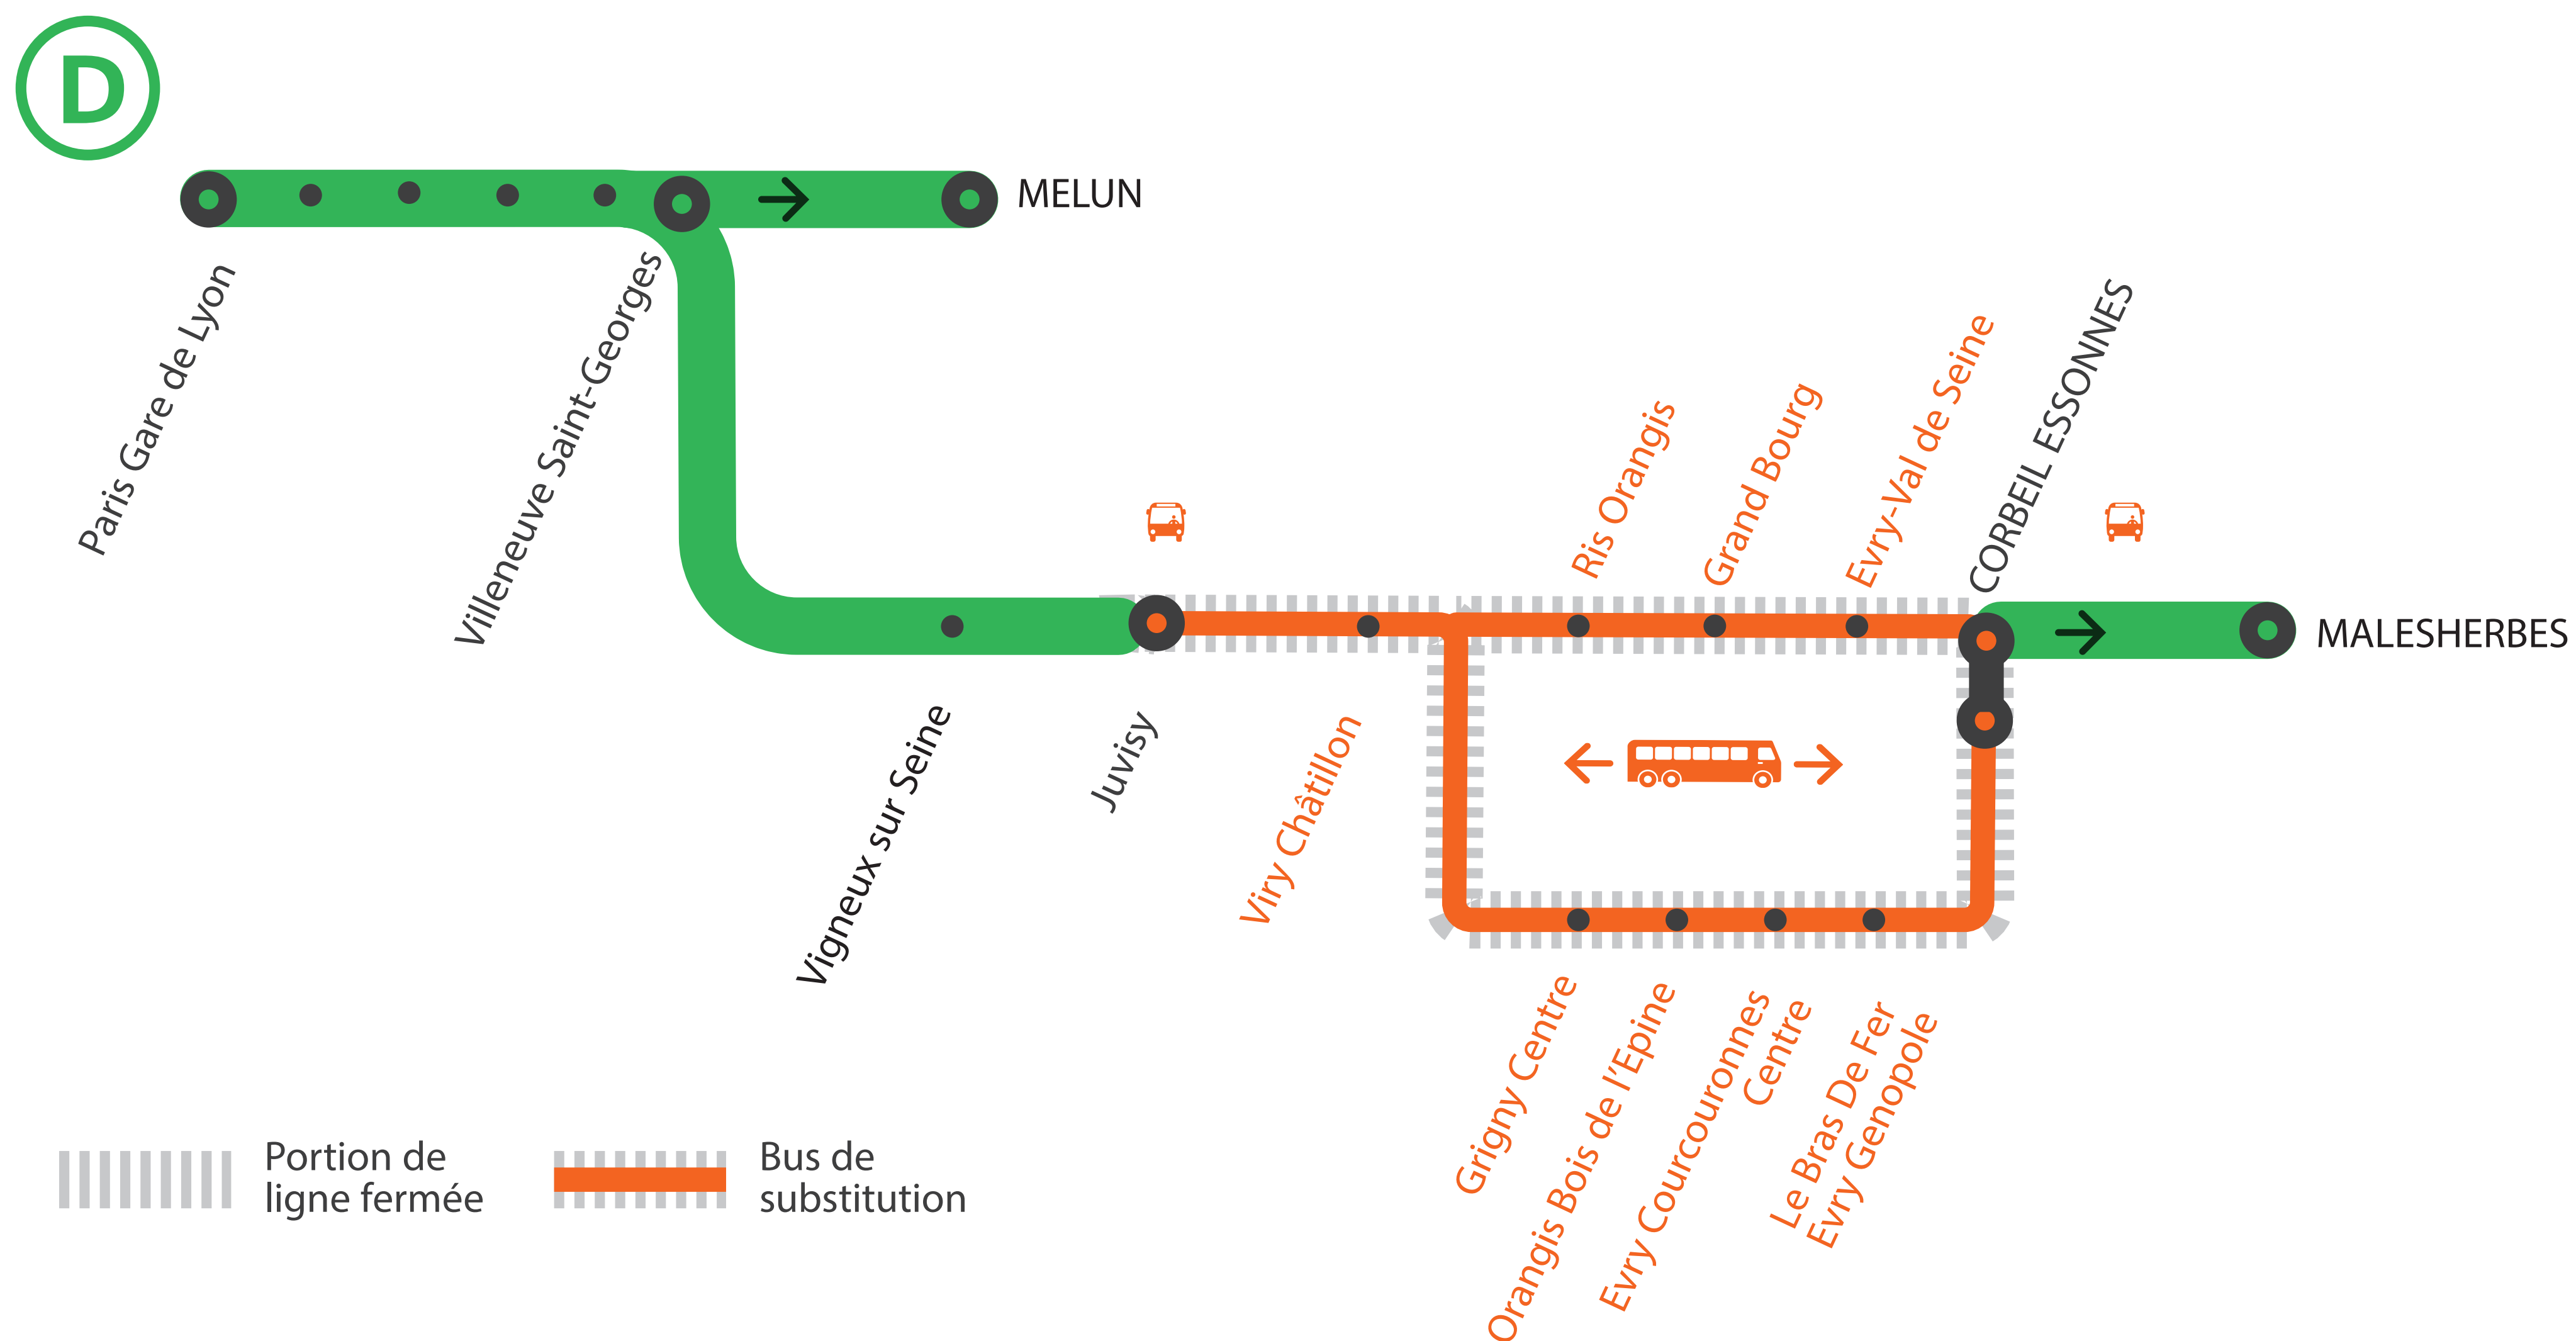 D
MELUN
Paris Gare de Lyon
Villeneuve Saint-Georges
Vigneux sur Seine
Juvisy
Viry Châtillon
Ris Orangis
Grand Bourg
Evry-Val de Seine
CORBEIL ESSONNES
MALESHERBES
Grigny Centre
Orangis Bois de l'Epine
Evry Courcouronnes
Centre
Le Bras De Fer
Evry Genopole
Portion de
ligne fermée
Bus de
substitution